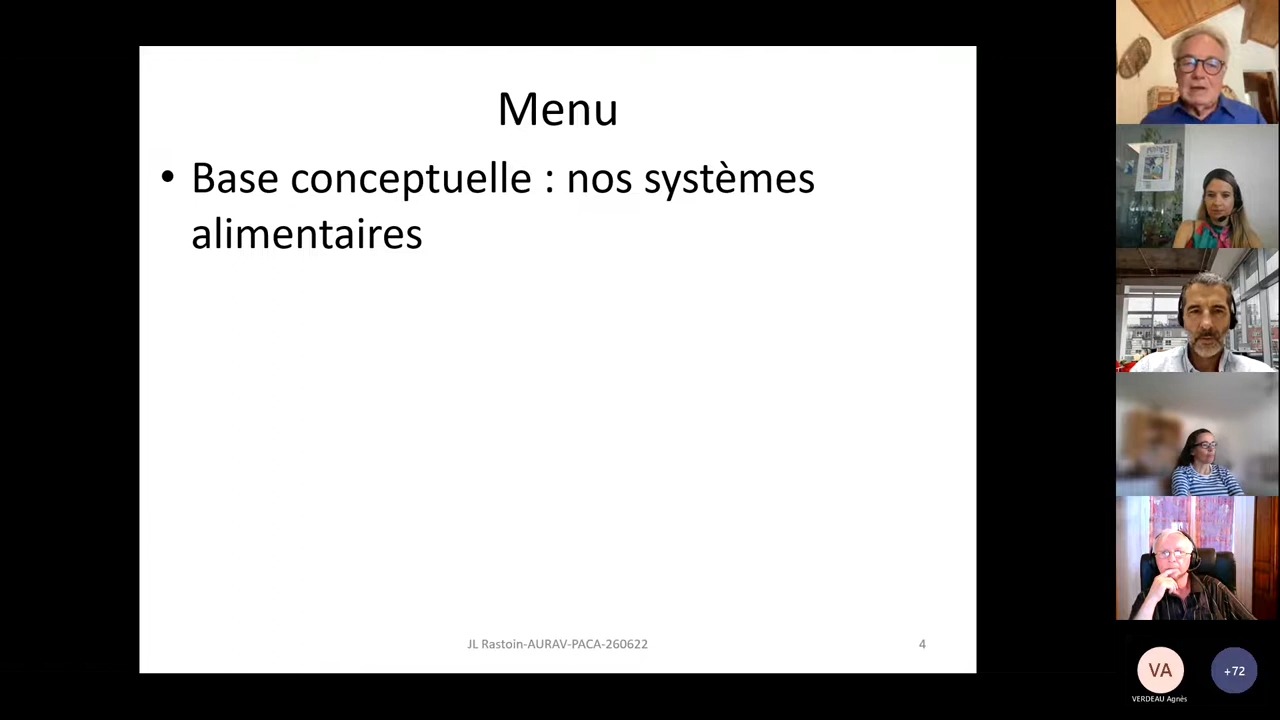 Menu
• Base conceptuelle : nos systèmes
alimentaires
JL Rastoin-AURAV-PACA-260622
4
VA
+72
VERDEAU Agnès